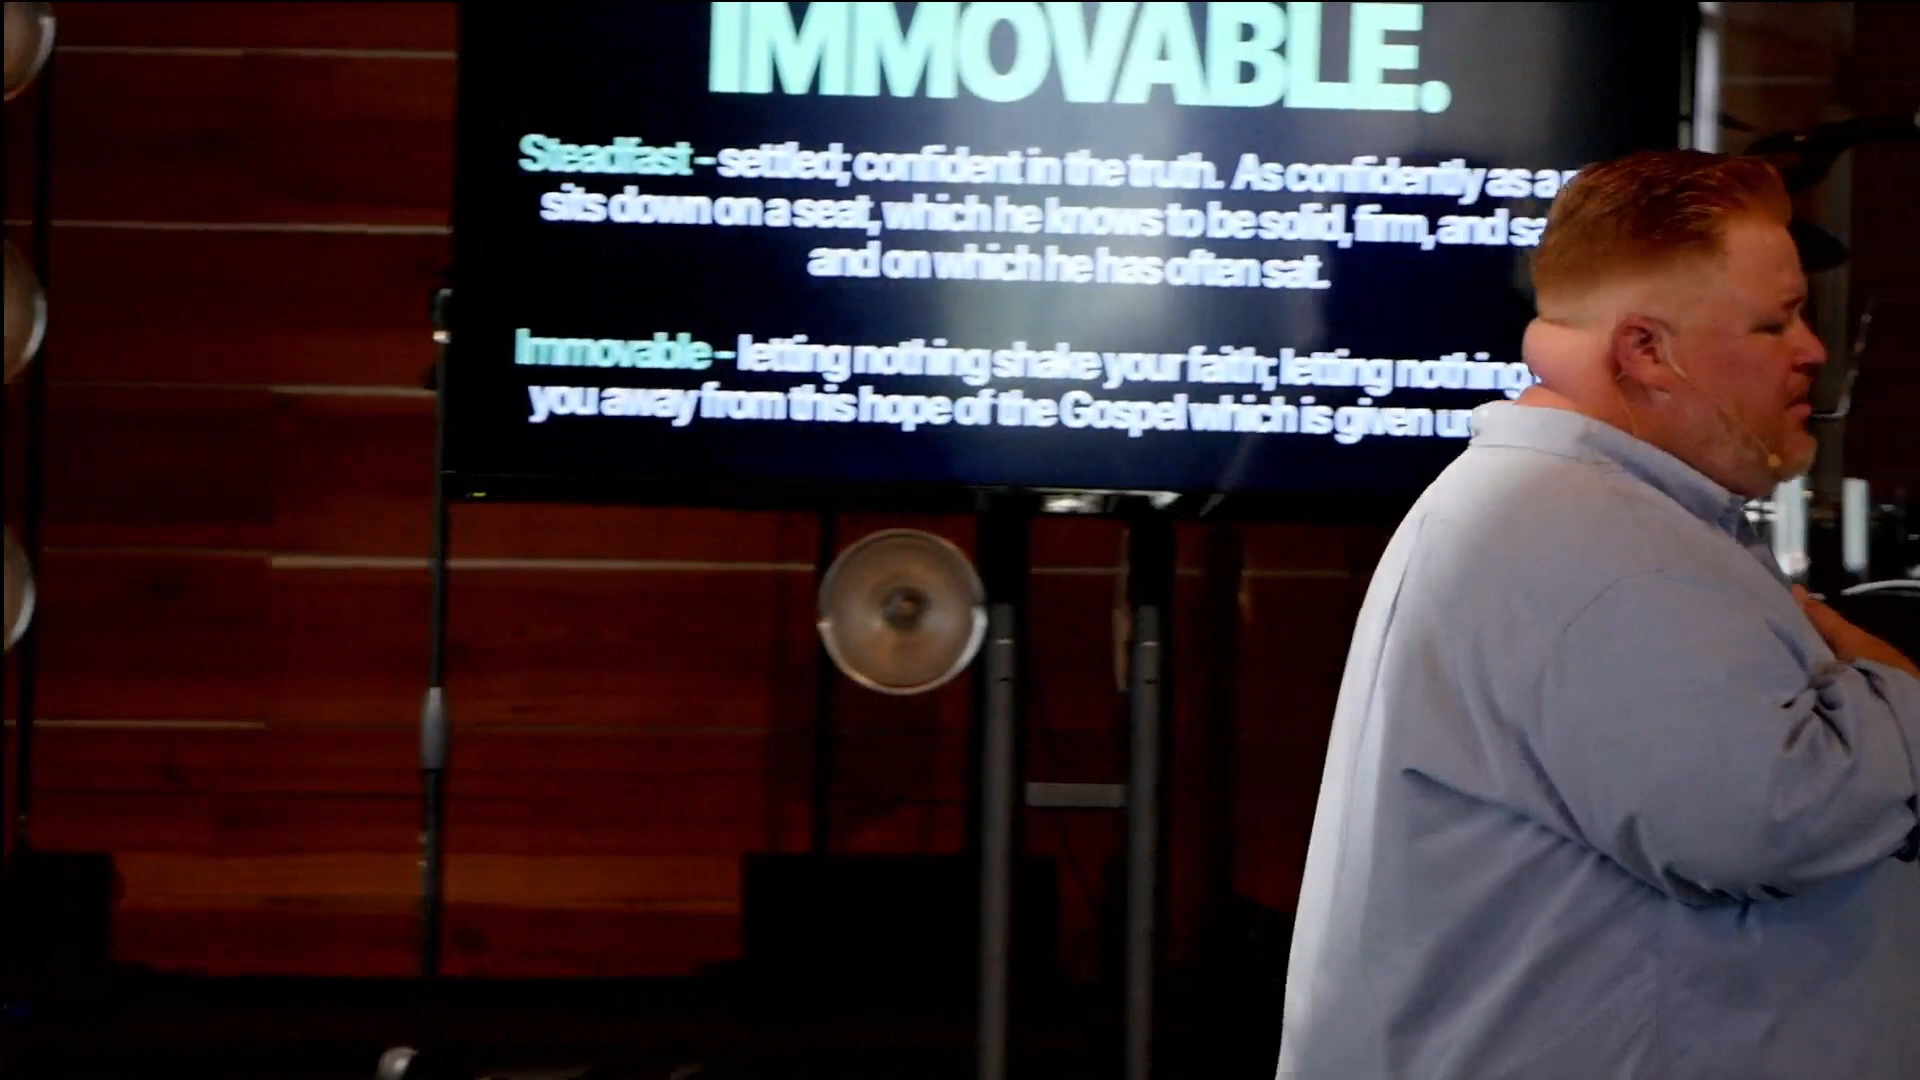 IMMOVABLE.
Steadfast - settled; confident in the truth. As confidently as a
sits down on a seat, which he knows to be solid, firm, and
and on which he has often sat.
Immovable - letting nothing shake your faith; letting nothing
you away from this hope of the Gospel which is given